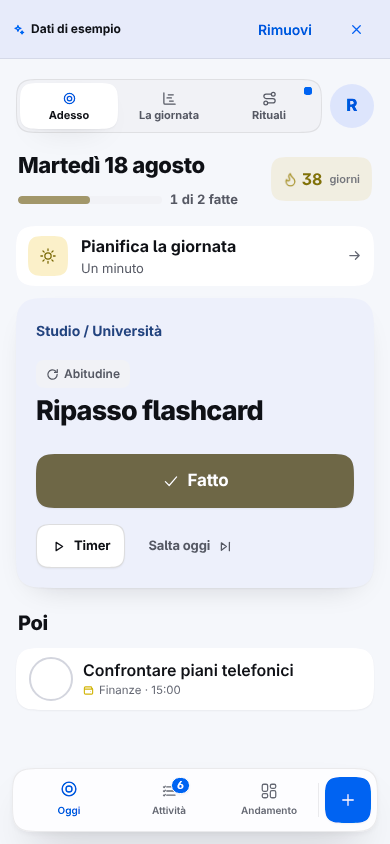 Dati di esempio
Rimuovi
Adesso
La giornata
Rituali
R
Martedì 18 agosto
1 di 2 fatte
38 giorni
Pianifica la giornata
Un minuto
Studio / Università
Abitudine
Ripasso flashcard
Fatto
Timer
Salta oggi
Poi
Confrontare piani telefonici
Finanze · 15:00
6
Oggi
Attività
Andamento